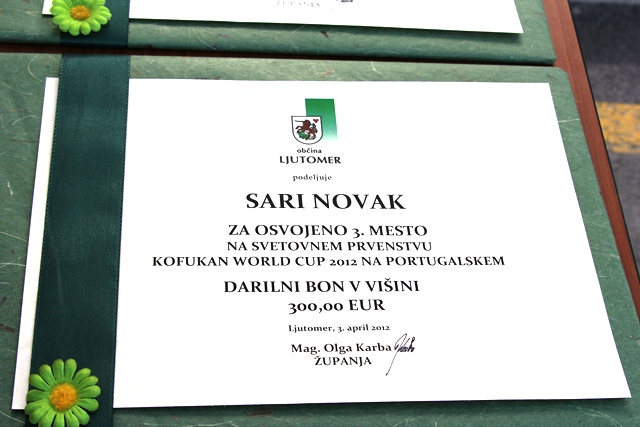 ŽUPANJA
občina
LJUTOMER
podeljuje
SARI NOVAK
ZA OSVOJENO 3. MESTO
NA SVETOVNEM PRVENSTVU
KOFUKAN WORLD CUP 2012 NA PORTUGALSKEM
DARILNI BON V VIŠINI
300,00 EUR
Ljutomer, 3. april 2012
Mag. Olga Karba
ŽUPANJA